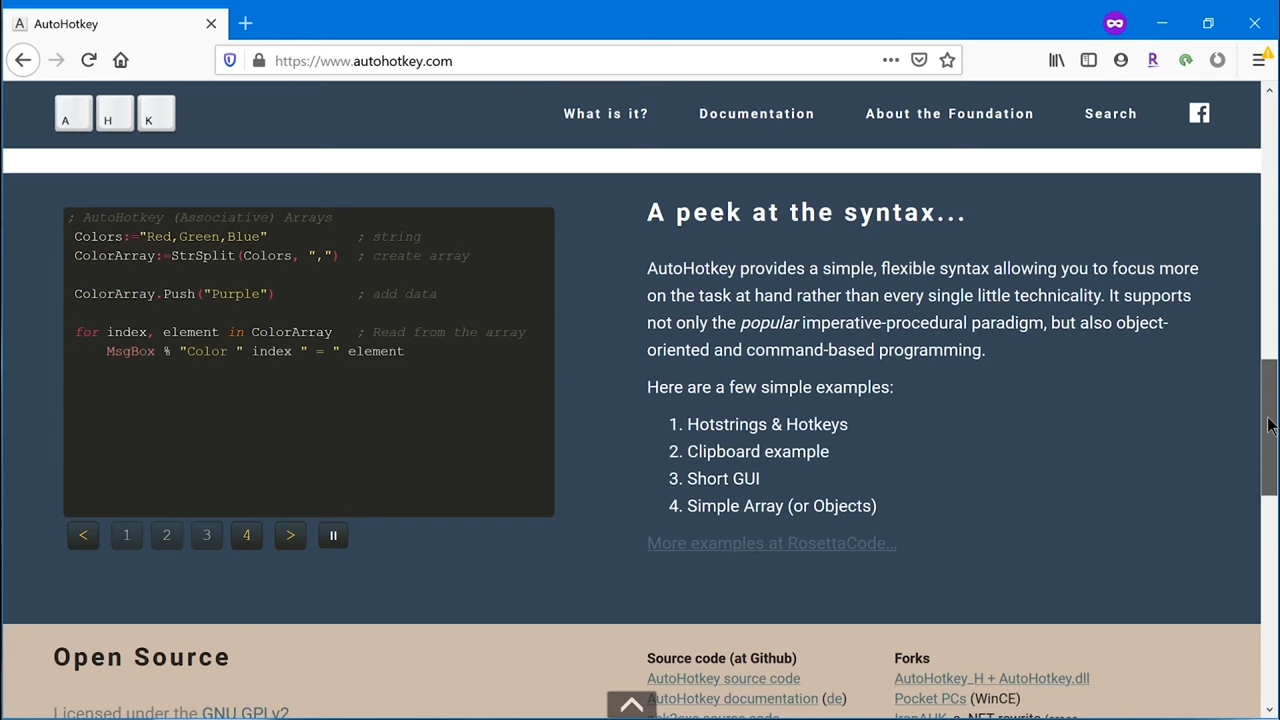 AutoHotkey
https://www.autohotkey.com
A H K
What is it? Documentation About the Foundation Search
; AutoHotkey (Associative) Arrays
Colors:="Red,Green,Blue" ; string
ColorArray:=StrSplit(Colors, ",") ; create array
ColorArray.Push("Purple") ; add data
for index, element in ColorArray ; Read from the array
MsgBox % "Color " index " = " element
< 1 2 3 4 >
A peek at the syntax...
AutoHotkey provides a simple, flexible syntax allowing you to focus more
on the task at hand rather than every single little technicality. It supports
not only the popular imperative-procedural paradigm, but also object-
oriented and command-based programming.
Here are a few simple examples:
1. Hotstrings & Hotkeys
2. Clipboard example
3. Short GUI
4. Simple Array (or Objects)
More examples at RosettaCode...
Open Source
Licensed under the GNU GPLv2
Source code (at Github)
AutoHotkey source code
AutoHotkey documentation (de)
Forks
AutoHotkey_H + AutoHotkey.dll
Pocket PCs (WinCE)